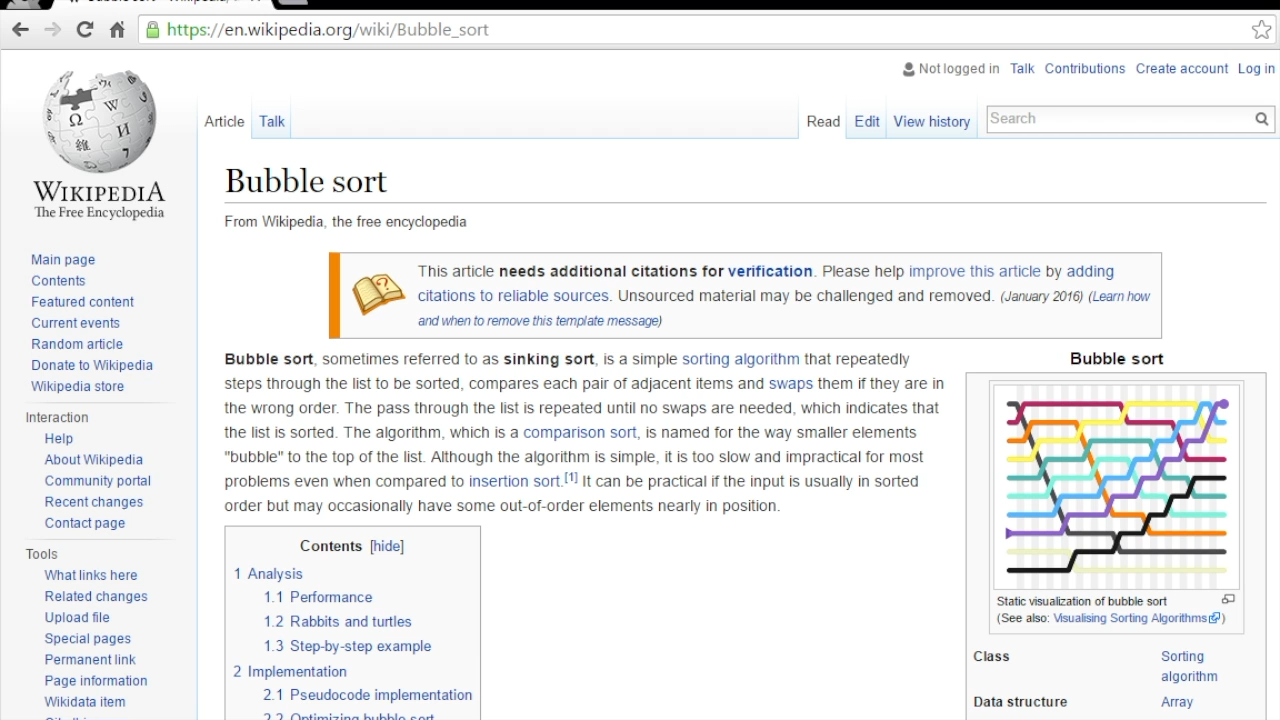 https://en.wikipedia.org/wiki/Bubble_sort
Not logged in Talk Contributions Create account Log in
Article Talk Read Edit View history Search
WIKIPEDIA
The Free Encyclopedia
Main page
Contents
Featured content
Current events
Random article
Donate to Wikipedia
Wikipedia store
Interaction
Help
About Wikipedia
Community portal
Recent changes
Contact page
Tools
What links here
Related changes
Upload file
Special pages
Permanent link
Page information
Wikidata item
Bubble sort
From Wikipedia, the free encyclopedia
This article needs additional citations for verification. Please help improve this article by adding
citations to reliable sources. Unsourced material may be challenged and removed. (January 2016) (Learn how
and when to remove this template message)
Bubble sort, sometimes referred to as sinking sort, is a simple sorting algorithm that repeatedly
steps through the list to be sorted, compares each pair of adjacent items and swaps them if they are in
the wrong order. The pass through the list is repeated until no swaps are needed, which indicates that
the list is sorted. The algorithm, which is a comparison sort, is named for the way smaller elements
"bubble" to the top of the list. Although the algorithm is simple, it is too slow and impractical for most
problems even when compared to insertion sort.[1] It can be practical if the input is usually in sorted
order but may occasionally have some out-of-order elements nearly in position.
Contents [hide]
1 Analysis
1.1 Performance
1.2 Rabbits and turtles
1.3 Step-by-step example
2 Implementation
2.1 Pseudocode implementation
2.2 Optimizing bubble sort
Bubble sort
Static visualization of bubble sort
(See also: Visualising Sorting Algorithms)
Class Sorting
algorithm
Data structure Array